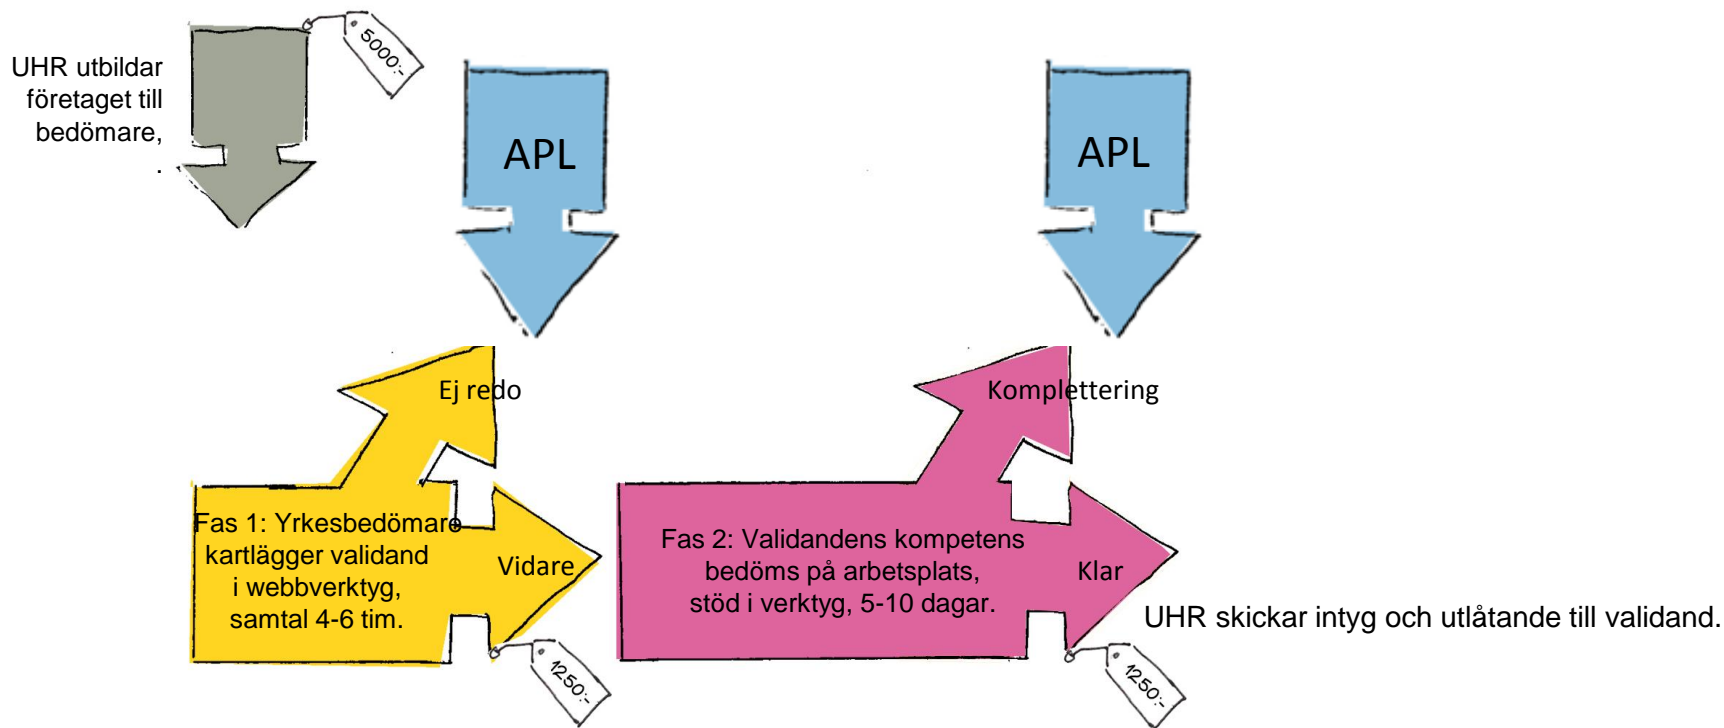 5000:-
UHR utbildar
företaget till
bedömare,
.
APL
APL
Ej redo
Komplettering
Fas 1: Yrkesbedömare
kartlägger validand
i webbverktyg,
samtal 4-6 tim.
Vidare
Fas 2: Validandens kompetens
bedöms på arbetsplats,
stöd i verktyg, 5-10 dagar.
Klar
UHR skickar intyg och utlåtande till validand.
1250:-
1250:-